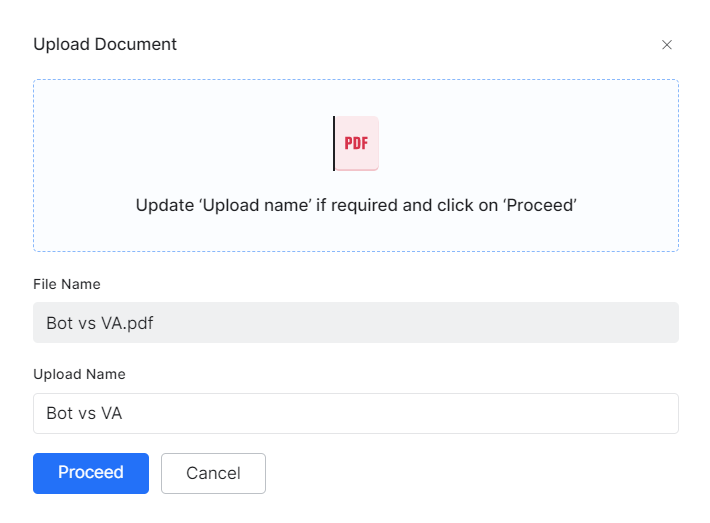 Upload Document
PDF
Update ‘Upload name’ if required and click on ‘Proceed’
File Name
Bot vs VA.pdf
Upload Name
Bot vs VA
Proceed Cancel